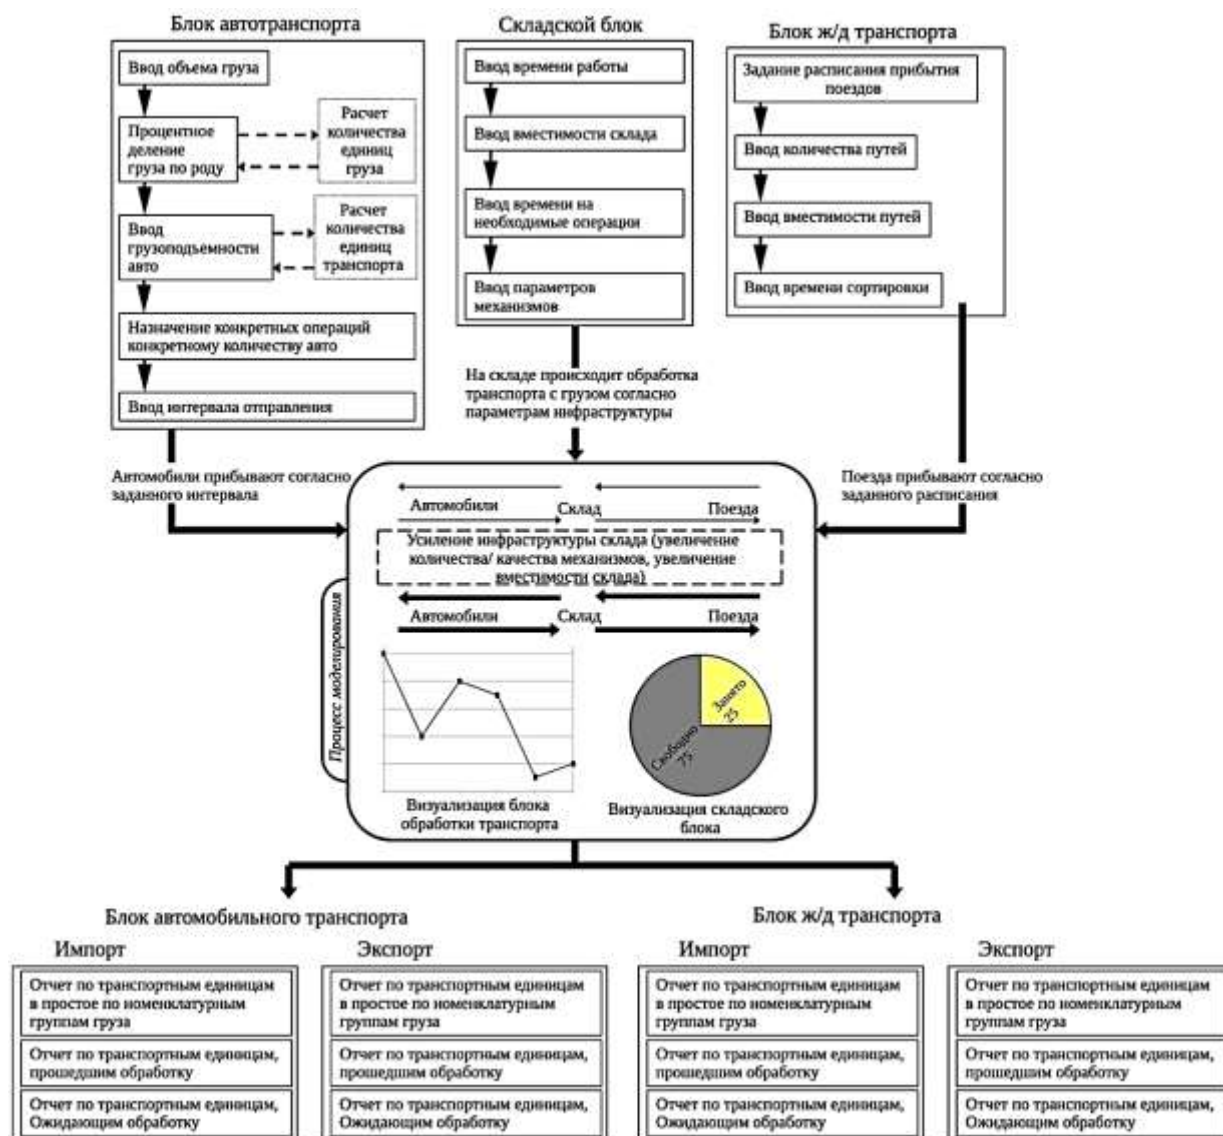 Блок автотранспорта
Ввод объема груза
Процентное
деление
груза по роду
Расчет
количества
единиц
груза
Ввод
грузоподъемности
авто
Расчет
количества
единиц
транспорта
Назначение конкретных операций
конкретному количеству авто
Ввод интервала отправления
Складской блок
Ввод времени работы
Ввод вместимости склада
Ввод времени на
необходимые операции
Ввод параметров
механизмов
Блок ж/д транспорта
Задание расписания прибытия
поездов
Ввод количества путей
Ввод вместимости путей
Ввод времени сортировки
Автомобили прибывают согласно
заданного интервала
На складе происходит обработка
транспорта с грузом согласно
параметрам инфраструктуры
Поезда прибывают согласно
заданного расписания
Процесс моделирования
Автомобили Склад Поезда
Усиление инфраструктуры склада (увеличение
количества/ качества механизмов, увеличение
вместимости склада)
Автомобили Склад Поезда
Занято
25
Свободно
75
Визуализация блока
обработки транспорта
Визуализация складского
блока
Блок автомобильного транспорта
Импорт
Отчет по транспортным единицам
в простое по номенклатурным
группам груза
Отчет по транспортным единицам,
прошедшим обработку
Отчет по транспортным единицам,
Ожидающим обработку
Экспорт
Отчет по транспортным единицам
в простое по номенклатурным
группам груза
Отчет по транспортным единицам,
прошедшим обработку
Отчет по транспортным единицам,
Ожидающим обработку
Блок ж/д транспорта
Импорт
Отчет по транспортным единицам
в простое по номенклатурным
группам груза
Отчет по транспортным единицам,
прошедшим обработку
Отчет по транспортным единицам,
Ожидающим обработку
Экспорт
Отчет по транспортным единицам
в простое по номенклатурным
группам груза
Отчет по транспортным единицам,
прошедшим обработку
Отчет по транспортным единицам,
Ожидающим обработку